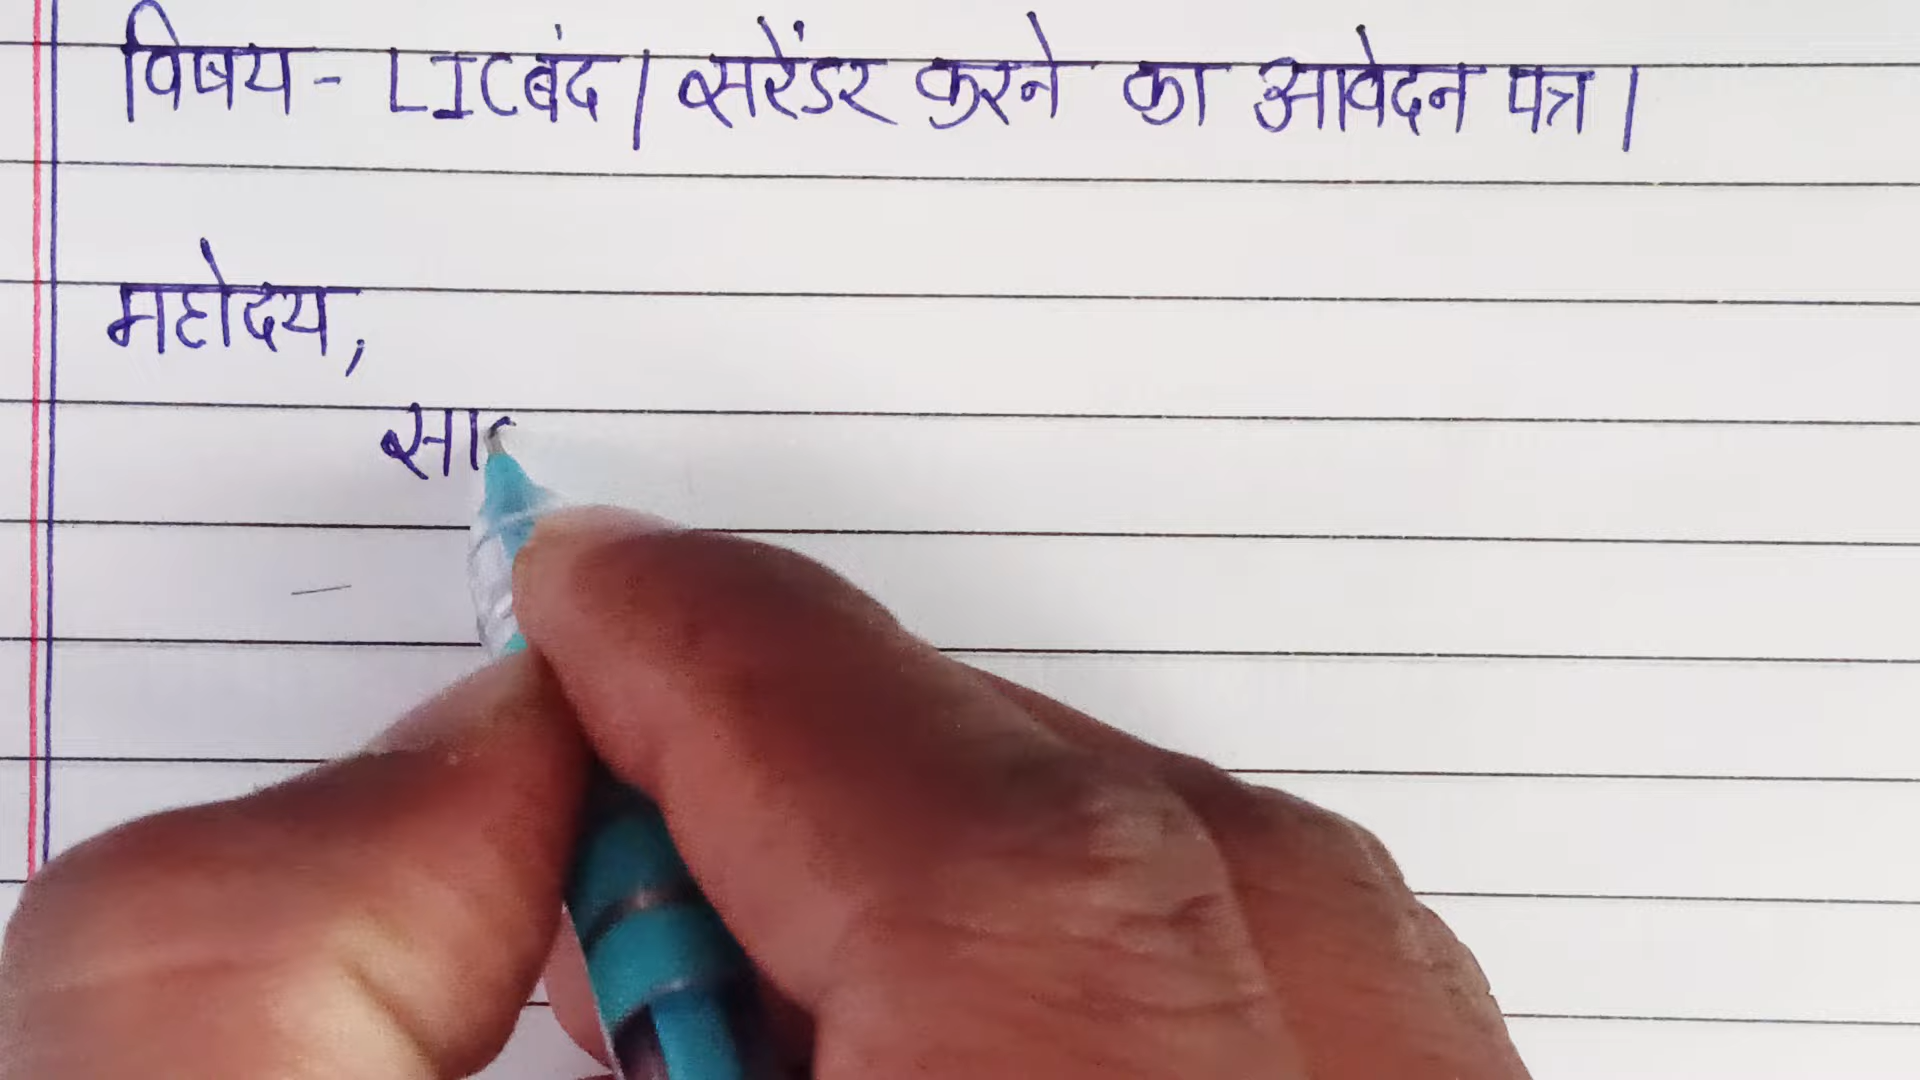 विषय - LIC बंद / सरेंडर करने का आवेदन पत्र।
महोदय,